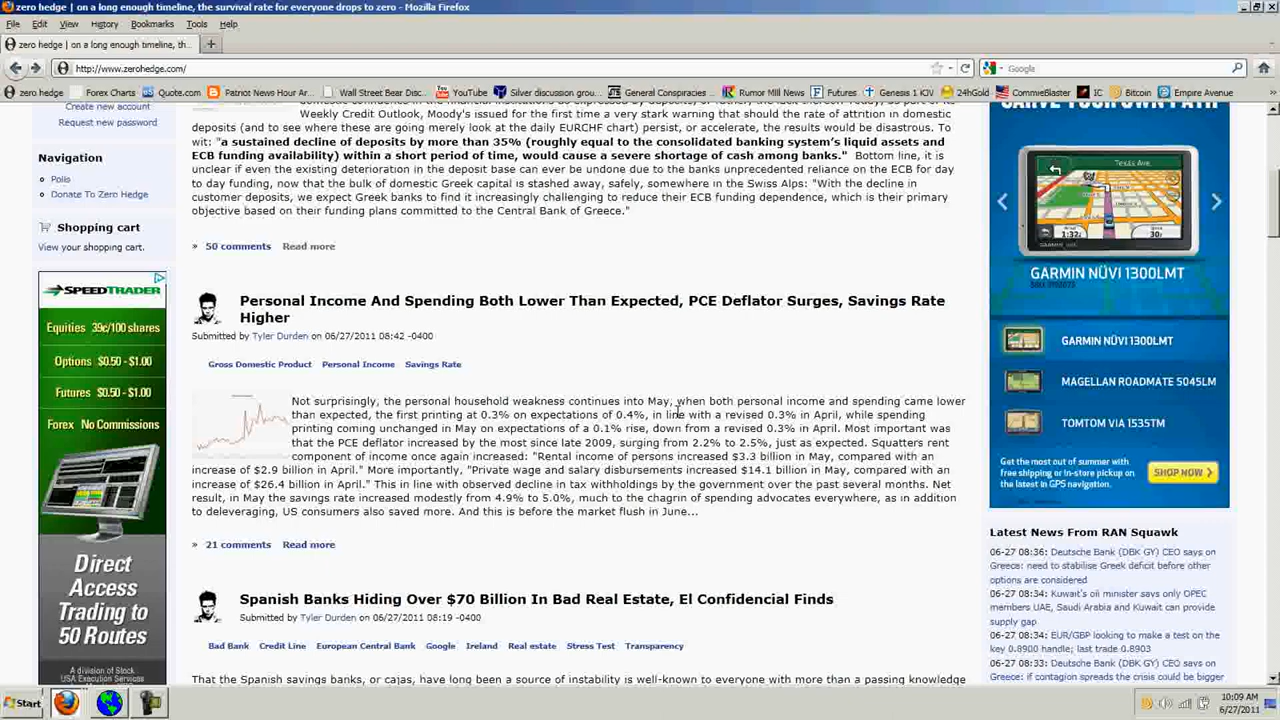 zero hedge | on a long enough timeline, the survival rate for everyone drops to zero - Mozilla Firefox
File Edit View History Bookmarks Tools Help
zero hedge | on a long enough timeline, th...
http://www.zerohedge.com/
Google
zero hedge Forex Charts Quote.com Patriot News Hour Ar... Wall Street Bear Disc... YouTube Silver discussion grou... General Conspiracies ... Rumor Mill News Futures Genesis 1 KJV 24hGold CommveBlaster IC Bitcoin Empire Avenue
Create new account
Request new password
Navigation
Polls
Donate To Zero Hedge
Shopping cart
View your shopping cart.
SPEEDTRADER
Equities 39¢/100 shares
Options $0.50 - $1.00
Futures $0.50 - $1.00
Forex No Commissions
Direct
Access
Trading to
50 Routes
A division of Stock
USA Execution Services
Weekly Credit Outlook, Moody's issued for the first time a very stark warning that should the rate of attrition in domestic
deposits (and to see where these are going merely look at the daily EURCHF chart) persist, or accelerate, the results would be disastrous. To
wit: "a sustained decline of deposits by more than 35% (roughly equal to the consolidated banking system's liquid assets and
ECB funding availability) within a short period of time, would cause a severe shortage of cash among banks." Bottom line, it is
unclear if even the existing deterioration in the deposit base can ever be undone due to the banks unprecedented reliance on the ECB for day
to day funding, now that the bulk of domestic Greek capital is stashed away, safely, somewhere in the Swiss Alps: "With the decline in
customer deposits, we expect Greek banks to find it increasingly challenging to reduce their ECB funding dependence, which is their primary
objective based on their funding plans committed to the Central Bank of Greece."
» 50 comments Read more
Personal Income And Spending Both Lower Than Expected, PCE Deflator Surges, Savings Rate
Higher
Submitted by Tyler Durden on 06/27/2011 08:42 -0400
Gross Domestic Product Personal Income Savings Rate
Not surprisingly, the personal household weakness continues into May, when both personal income and spending came lower
than expected, the first printing at 0.3% on expectations of 0.4%, in line with a revised 0.3% in April, while spending
printing coming unchanged in May on expectations of a 0.1% rise, down from a revised 0.3% in April. Most important was
that the PCE deflator increased by the most since late 2009, surging from 2.2% to 2.5%, just as expected. Squatters rent
component of income once again increased: "Rental income of persons increased $3.3 billion in May, compared with an
increase of $2.9 billion in April." More importantly, "Private wage and salary disbursements increased $14.1 billion in May, compared with an
increase of $26.4 billion in April." This in line with observed decline in tax withholdings by the government over the past several months. Net
result, in May the savings rate increased modestly from 4.9% to 5.0%, much to the chagrin of spending advocates everywhere, as in addition
to deleveraging, US consumers also saved more. And this is before the market flush in June...
» 21 comments Read more
Spanish Banks Hiding Over $70 Billion In Bad Real Estate, El Confidencial Finds
Submitted by Tyler Durden on 06/27/2011 08:19 -0400
Bad Bank Credit Line European Central Bank Google Ireland Real estate Stress Test Transparency
That the Spanish savings banks, or cajas, have long been a source of instability is well-known to everyone with more than a passing knowledge
CARVE YOUR OWN PATH
Texas Ave
GARMIN NÜVI 1300LMT
GARMIN NÜVI 1300LMT
MAGELLAN ROADMATE 5045LM
TOMTOM VIA 1535TM
Get the most out of summer with
free shipping or in-store pickup on
the latest in GPS navigation.
SHOP NOW
Latest News From RAN Squawk
06-27 08:36: Deutsche Bank (DBK GY) CEO says on
Greece: need to stabilise Greek deficit before other
options are considered
06-27 08:34: Kuwait's oil minister says only OPEC
members UAE, Saudi Arabia and Kuwait can provide
supply gap
06-27 08:34: EUR/GBP looking to make a test on the
key 0.8900 handle; last trade 0.8903
06-27 08:33: Deutsche Bank (DBK GY) CEO says on
Greece: if contagion spreads the crisis could be bigger
Start
10:09 AM
6/27/2011